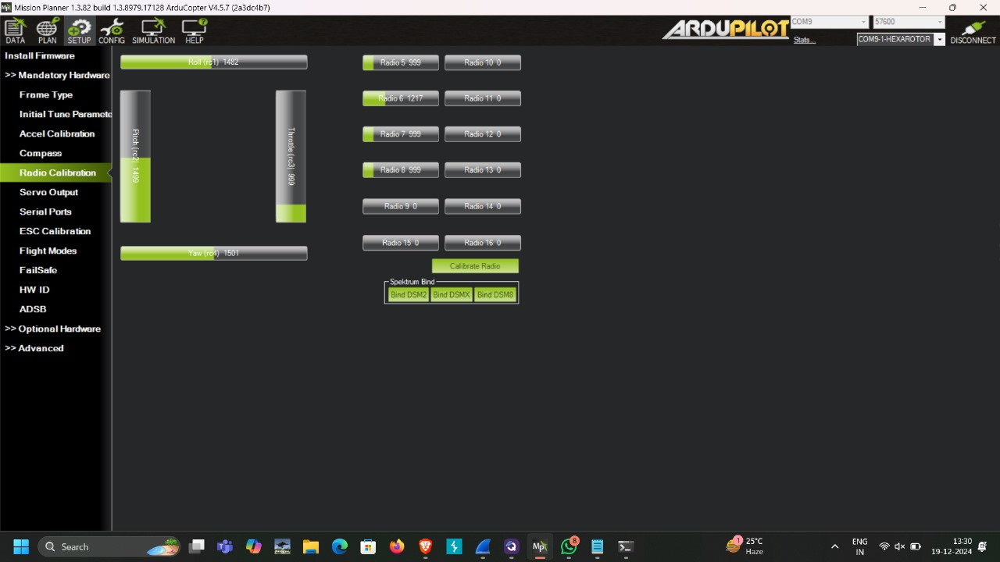 Mission Planner 1.3.82 build 1.3.8979.17128 ArduCopter V4.5.7 (2a3dc4b7)
DATA PLAN SETUP CONFIG SIMULATION HELP
ARDUPILOT
COM9 57600
Stats... COM9-1-HEXAROTOR DISCONNECT
Install Firmware
>> Mandatory Hardware
Frame Type
Initial Tune Paramete
Accel Calibration
Compass
Radio Calibration
Servo Output
Serial Ports
ESC Calibration
Flight Modes
FailSafe
HW ID
ADSB
>> Optional Hardware
>> Advanced
Roll (rc1) 1482
Pitch (rc2) 1499
Throttle (rc3) 999
Yaw (rc4) 1501
Radio 5 999 Radio 10 0
Radio 6 1217 Radio 11 0
Radio 7 999 Radio 12 0
Radio 8 999 Radio 13 0
Radio 9 0 Radio 14 0
Radio 15 0 Radio 16 0
Calibrate Radio
Spektrum Bind
Bind DSM2 Bind DSMX Bind DSM8
Search
Mp
8
1
25°C
Haze
ENG
IN
13:30
19-12-2024